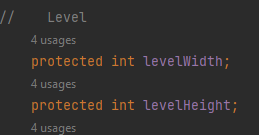 //    Level
4 usages
protected int levelWidth;
4 usages
protected int levelHeight;
4 usages